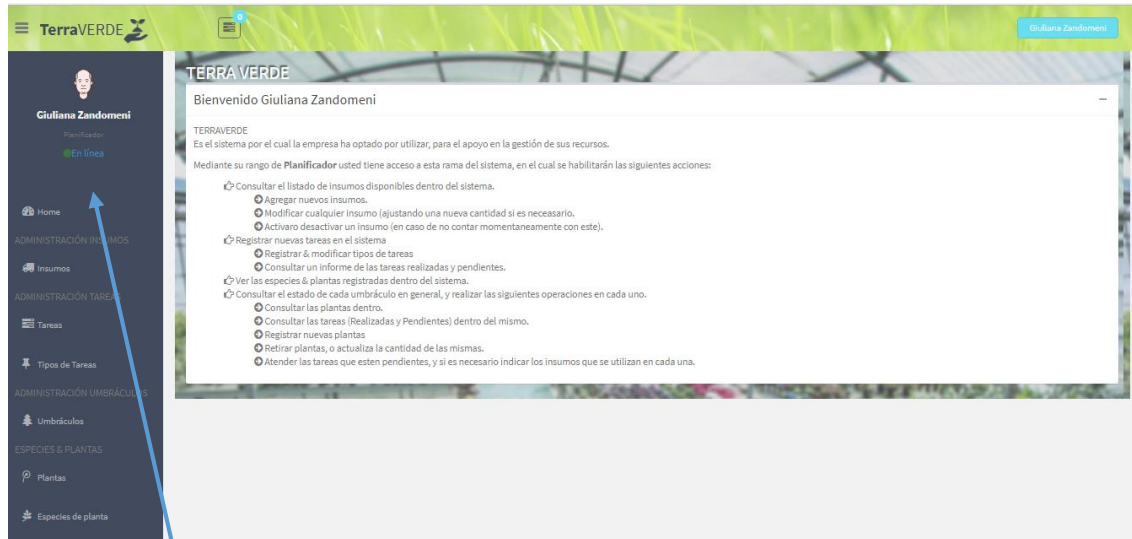 TerraVERDE
0
Giuliana Zandomeni
Giuliana Zandomeni
Planificador
En línea
Home
ADMINISTRACIÓN INSUMOS
Insumos
ADMINISTRACIÓN TAREAS
Tareas
Tipos de Tareas
ADMINISTRACIÓN UMBRÁCULOS
Umbráculos
ESPECIES & PLANTAS
Plantas
Especies de planta
TERRA VERDE
Bienvenido Giuliana Zandomeni
TERRAVERDE
Es el sistema por el cual la empresa ha optado por utilizar, para el apoyo en la gestión de sus recursos.
Mediante su rango de Planificador usted tiene acceso a esta rama del sistema, en el cual se habilitarán las siguientes acciones:
Consultar el listado de insumos disponibles dentro del sistema.
Agregar nuevos insumos.
Modificar cualquier insumo (ajustando una nueva cantidad si es neceasario.
Activaro desactivar un insumo (en caso de no contar momentaneamente con este).
Registrar nuevas tareas en el sistema
Registrar & modificar tipos de tareas
Consultar un informe de las tareas realizadas y pendientes.
Ver las especies & plantas registradas dentro del sistema.
Consultar el estado de cada umbráculo en general, y realizar las siguientes operaciones en cada uno.
Consultar las plantas dentro.
Consultar las tareas (Realizadas y Pendientes) dentro del mismo.
Registrar nuevas plantas
Retirar plantas, o actualiza la cantidad de las mismas.
Atender las tareas que esten pendientes, y si es necesario indicar los insumos que se utilizan en cada una.